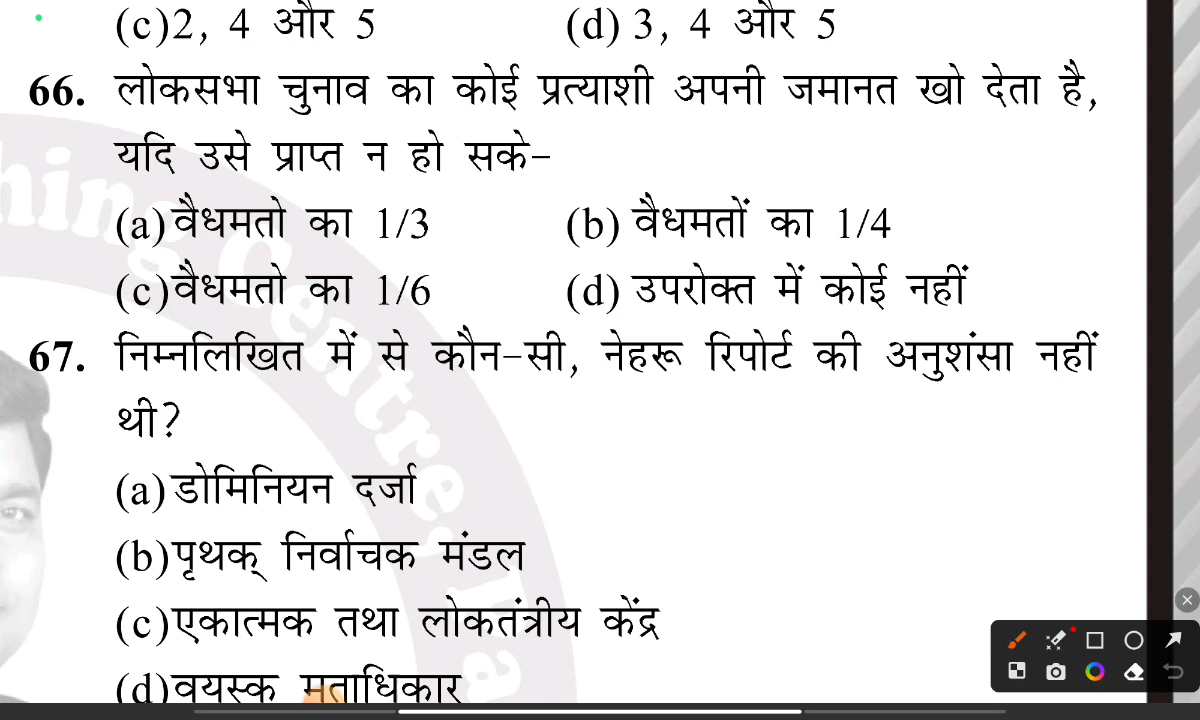 (c)2, 4 और 5 (d) 3, 4 और 5
66. लोकसभा चुनाव का कोई प्रत्याशी अपनी जमानत खो देता है,
यदि उसे प्राप्त न हो सके–
(a)वैधमतो का 1/3 (b) वैधमतों का 1/4
(c)वैधमतो का 1/6 (d) उपरोक्त में कोई नहीं
67. निम्नलिखित में से कौन-सी, नेहरू रिपोर्ट की अनुशंसा नहीं
थी?
(a)डोमिनियन दर्जा
(b)पृथक् निर्वाचक मंडल
(c)एकात्मक तथा लोकतंत्रीय केंद्र
(d)वयस्क मताधिकार
hing Centre,